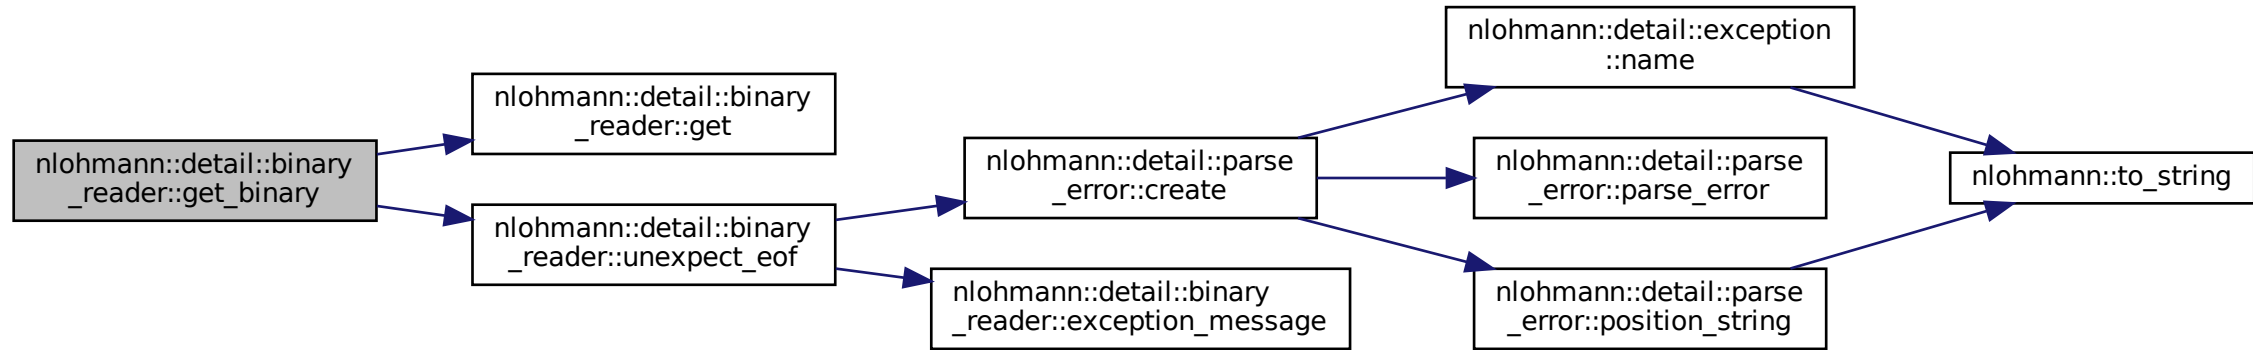 nlohmann::detail::binary
_reader::get_binary
nlohmann::detail::binary
_reader::get
nlohmann::detail::binary
_reader::unexpect_eof
nlohmann::detail::parse
_error::create
nlohmann::detail::binary
_reader::exception_message
nlohmann::detail::exception
::name
nlohmann::detail::parse
_error::parse_error
nlohmann::detail::parse
_error::position_string
nlohmann::to_string